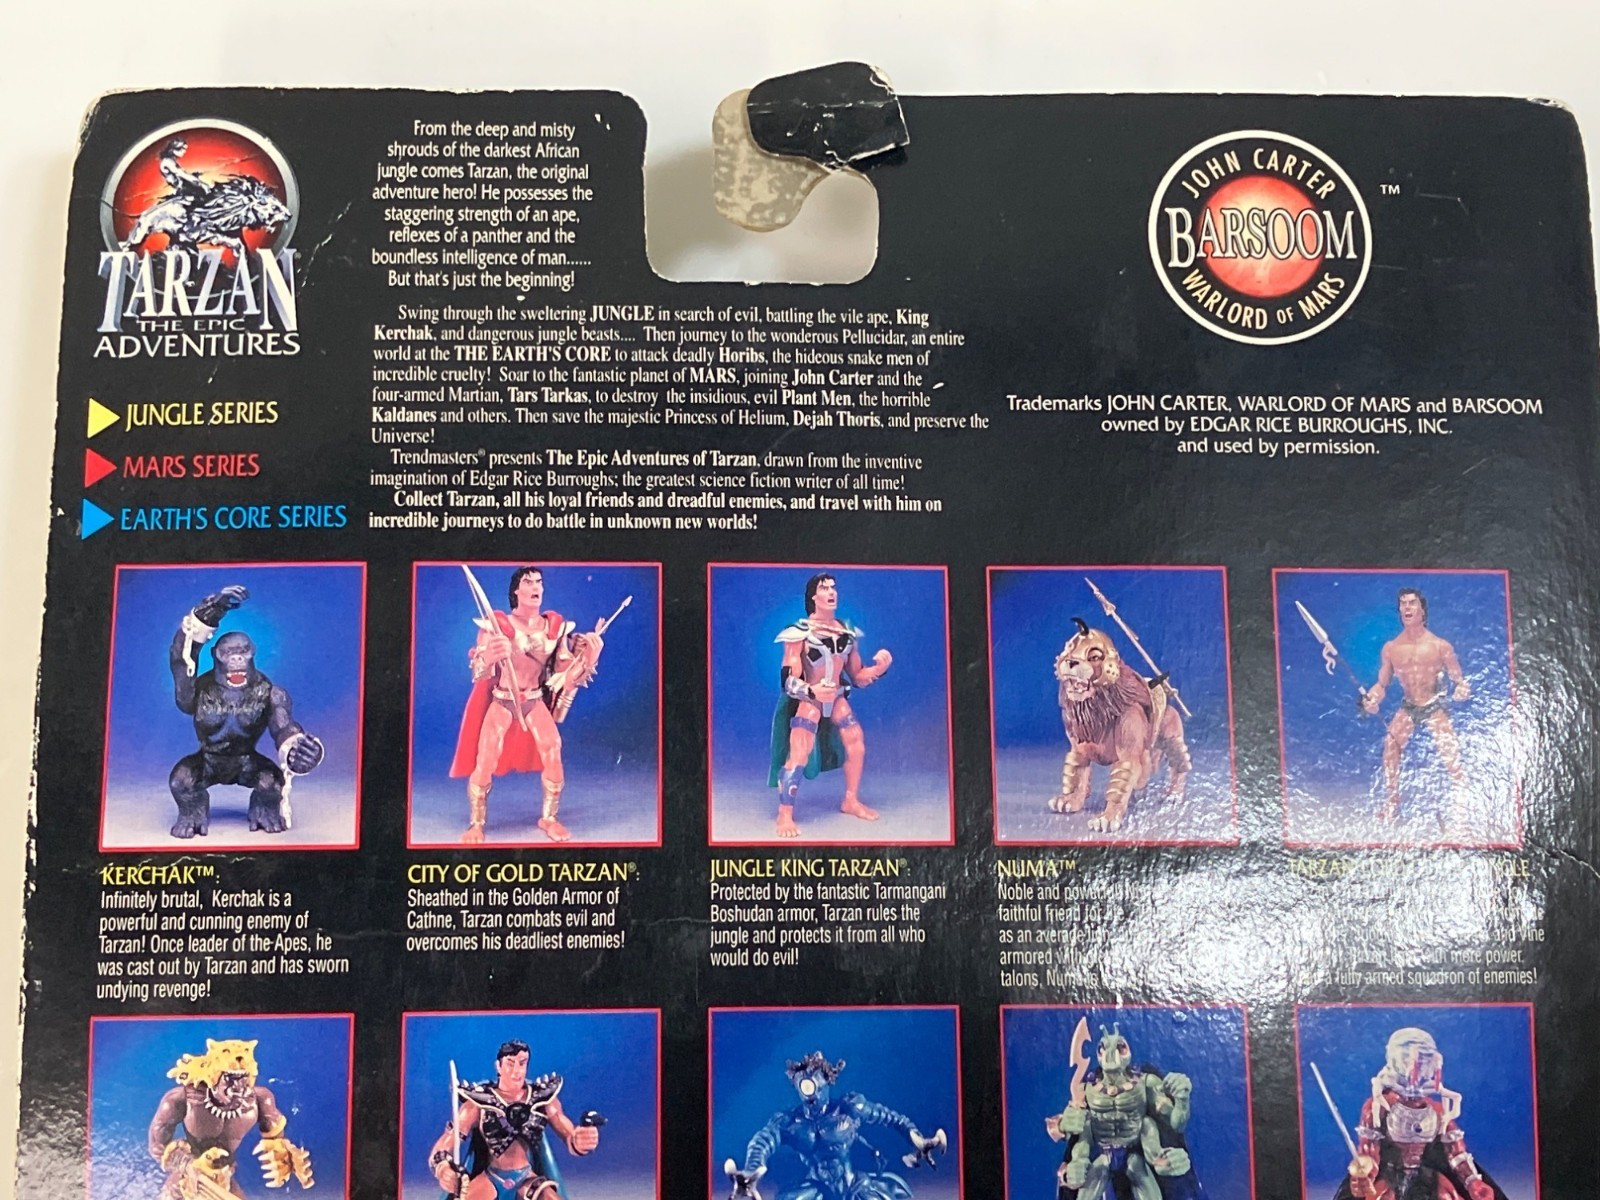 TARZAN
THE EPIC
ADVENTURES
JUNGLE SERIES
MARS SERIES
EARTH'S CORE SERIES
From the deep and misty
shrouds of the darkest African
jungle comes Tarzan, the original
adventure hero! He possesses the
staggering strength of an ape,
reflexes of a panther and the
boundless intelligence of man......
But that's just the beginning!
Swing through the sweltering JUNGLE in search of evil, battling the vile ape, King
Kerchak, and dangerous jungle beasts.... Then journey to the wonderous Pellucidar, an entire
world at the THE EARTH'S CORE to attack deadly Horibs, the hideous snake men of
incredible cruelty! Soar to the fantastic planet of MARS, joining John Carter and the
four-armed Martian, Tars Tarkas, to destroy the insidious, evil Plant Men, the horrible
Kaldanes and others. Then save the majestic Princess of Helium, Dejah Thoris, and preserve the
Universe!
Trendmasters® presents The Epic Adventures of Tarzan, drawn from the inventive
imagination of Edgar Rice Burroughs; the greatest science fiction writer of all time!
Collect Tarzan, all his loyal friends and dreadful enemies, and travel with him on
incredible journeys to do battle in unknown new worlds!
JOHN CARTER
BARSOOM ™
WARLORD OF MARS
Trademarks JOHN CARTER, WARLORD OF MARS and BARSOOM
owned by EDGAR RICE BURROUGHS, INC.
and used by permission.
KERCHAK™:
Infinitely brutal, Kerchak is a
powerful and cunning enemy of
Tarzan! Once leader of the Apes, he
was cast out by Tarzan and has sworn
undying revenge!
CITY OF GOLD TARZAN®:
Sheathed in the Golden Armor of
Cathne, Tarzan combats evil and
overcomes his deadliest enemies!
JUNGLE KING TARZAN®:
Protected by the fantastic Tarmangani
Boshudan armor, Tarzan rules the
jungle and protects it from all who
would do evil!
NUMA™
Noble and powerful
faithful friend for
as an average
armored with
talons, Numa
TARZAN JUNGLE
and Vine
with more power
a fully armed squadron of enemies!